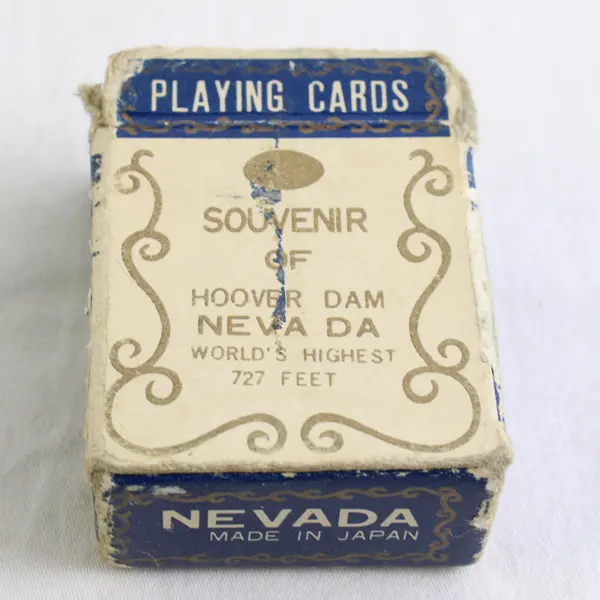 PLAYING CARDS
SOUVENIR
OF
HOOVER DAM
NEVADA
WORLD'S HIGHEST
727 FEET
NEVADA
MADE IN JAPAN